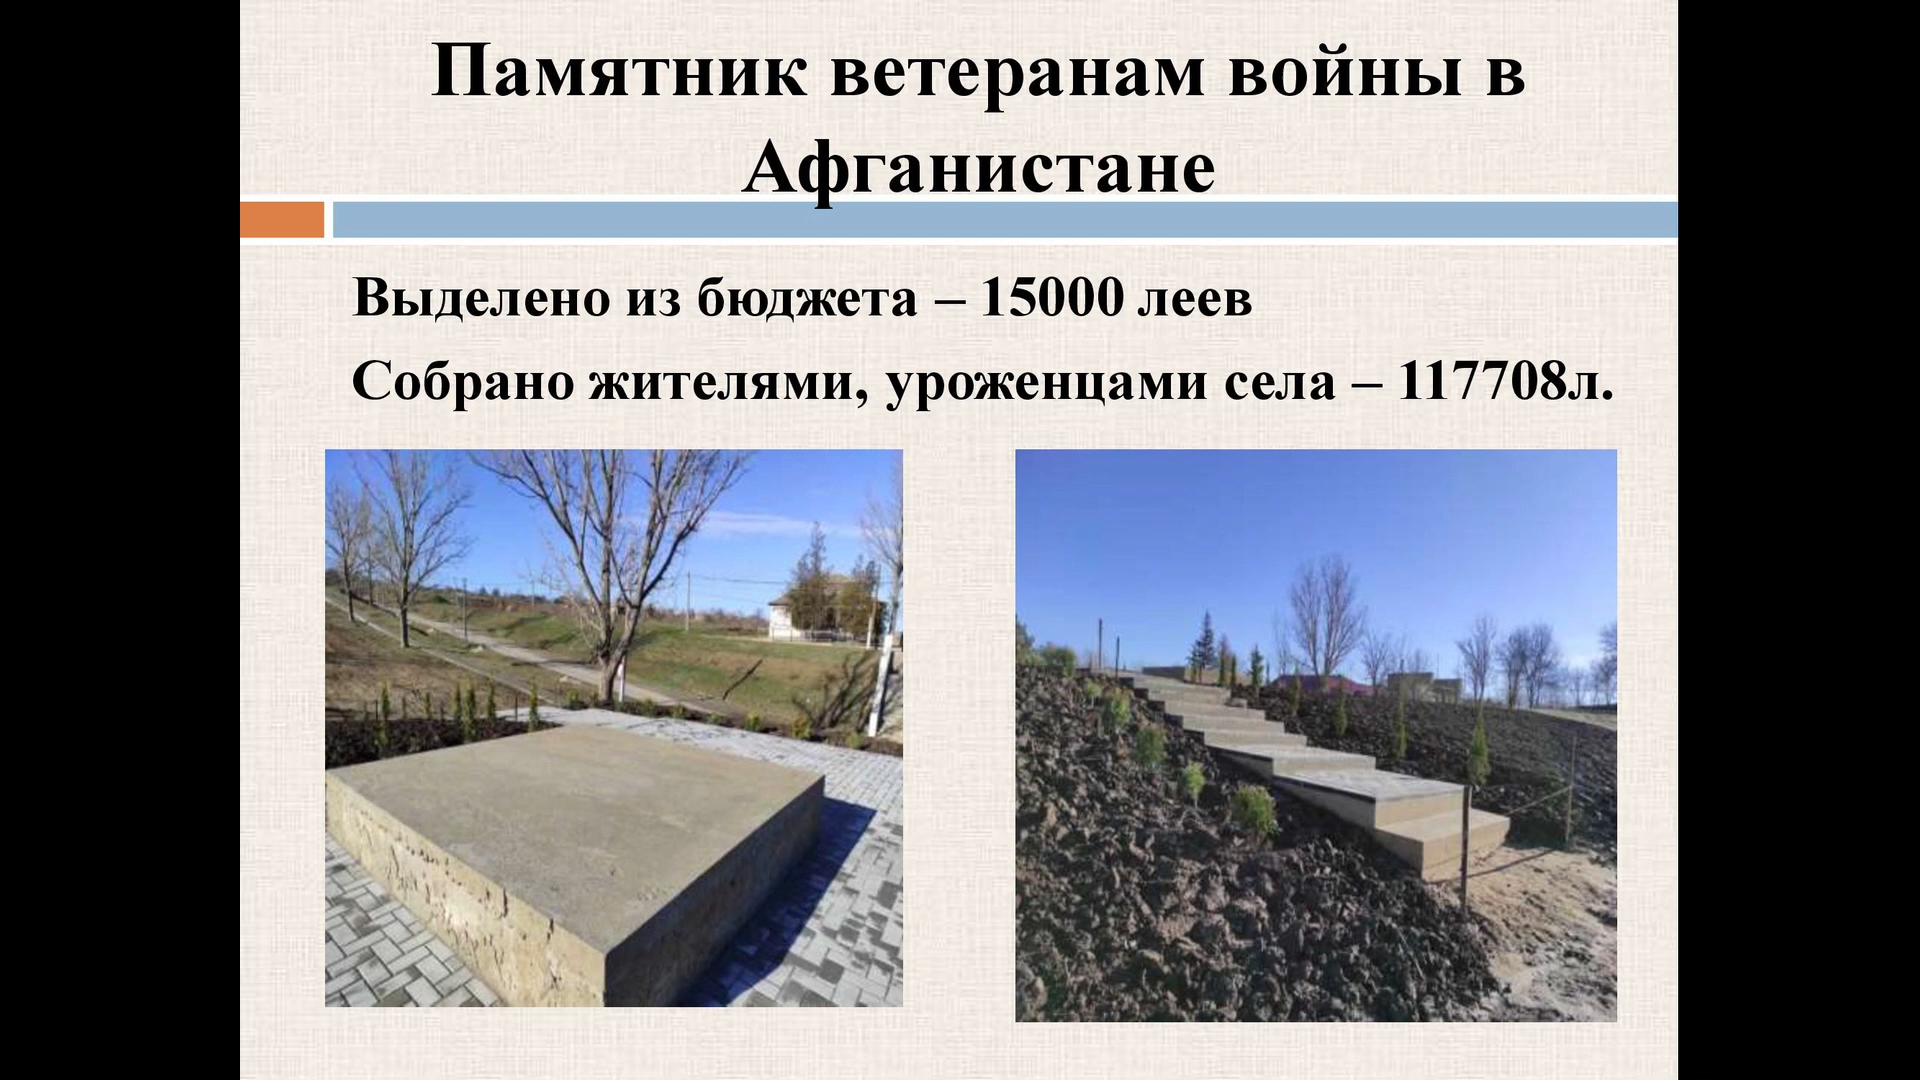 Памятник ветеранам войны в
Афганистане
Выделено из бюджета – 15000 леев
Собрано жителями, уроженцами села – 117708л.